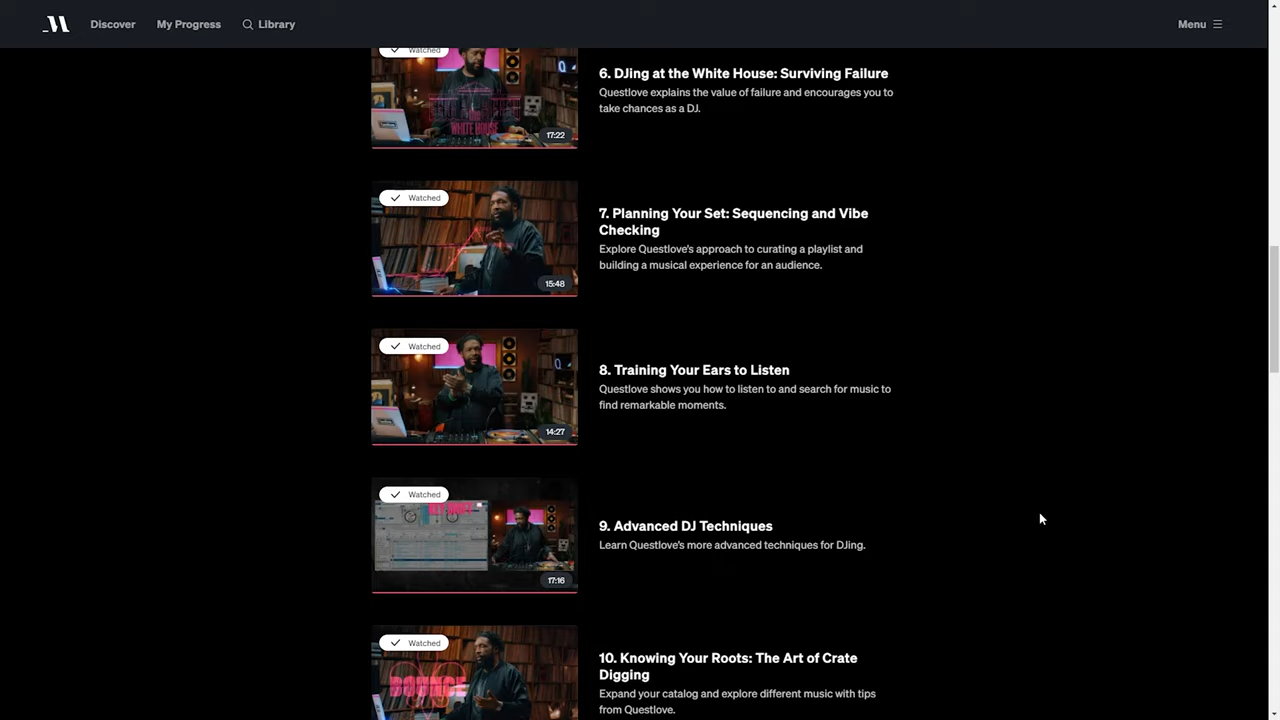 Discover
My Progress
Library
Menu
Watched
WHITE HOUSE
17:22
6. DJing at the White House: Surviving Failure
Questlove explains the value of failure and encourages you to
take chances as a DJ.
Watched
15:48
7. Planning Your Set: Sequencing and Vibe
Checking
Explore Questlove's approach to curating a playlist and
building a musical experience for an audience.
Watched
14:27
8. Training Your Ears to Listen
Questlove shows you how to listen to and search for music to
find remarkable moments.
Watched
KEY SHIFT
17:16
9. Advanced DJ Techniques
Learn Questlove's more advanced techniques for DJing.
Watched
BOUNCE
10. Knowing Your Roots: The Art of Crate
Digging
Expand your catalog and explore different music with tips
from Questlove.